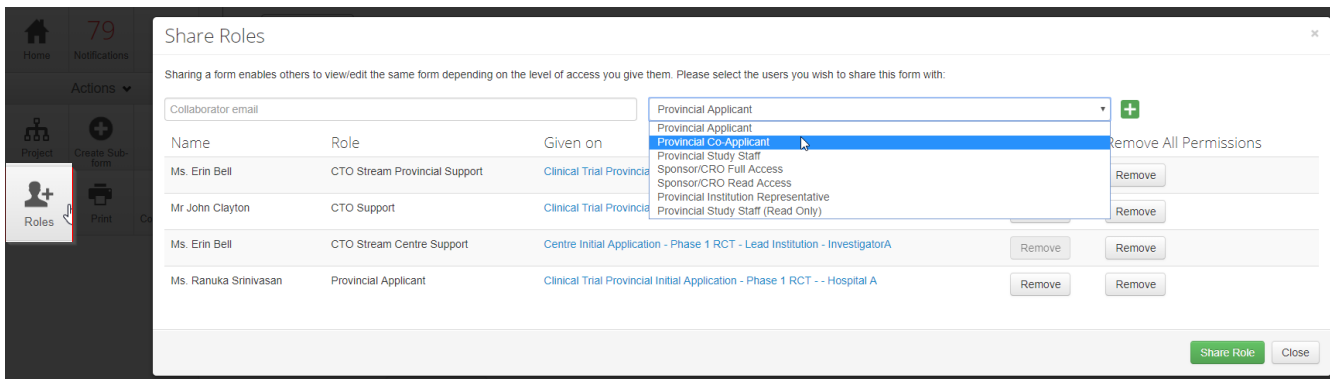 79
Home
Notifications
Actions
Project
Create Sub-form
Roles
Print
Co
Share Roles
×
Sharing a form enables others to view/edit the same form depending on the level of access you give them. Please select the users you wish to share this form with:
Collaborator email
Provincial Applicant
Provincial Applicant
Provincial Co-Applicant
Provincial Study Staff
Sponsor/CRO Full Access
Sponsor/CRO Read Access
Provincial Institution Representative
Provincial Study Staff (Read Only)
Name Role Given on Remove All Permissions
Ms. Erin Bell CTO Stream Provincial Support Clinical Trial Provincia Remove
Mr John Clayton CTO Support Clinical Trial Provincia Remove
Ms. Erin Bell CTO Stream Centre Support Centre Initial Application - Phase 1 RCT - Lead Institution - InvestigatorA Remove Remove
Ms. Ranuka Srinivasan Provincial Applicant Clinical Trial Provincial Initial Application - Phase 1 RCT - - Hospital A Remove Remove
Share Role Close